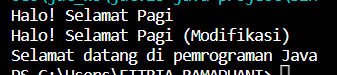 Halo! Selamat Pagi
Halo! Selamat Pagi (Modifikasi)
Selamat datang di pemrograman Java
PS C:\Users\FITRIA RAMADHANI>